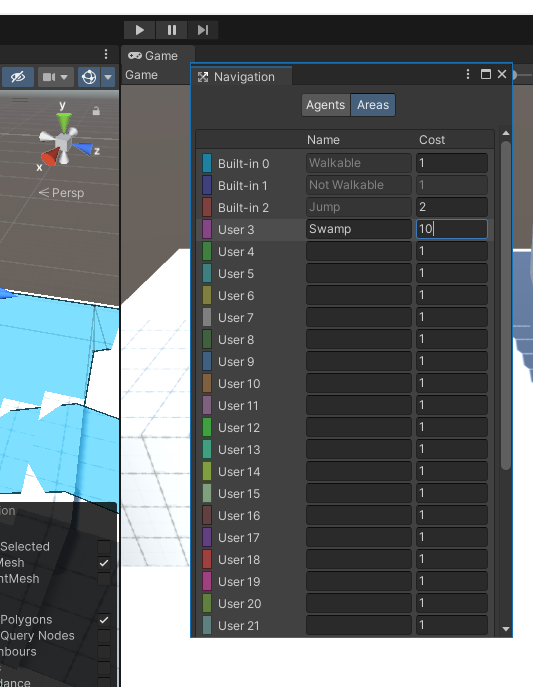 Game
Game
Navigation
Agents Areas
Name Cost
Built-in 0 Walkable 1
Built-in 1 Not Walkable 1
Built-in 2 Jump 2
User 3 Swamp 10
User 4 1
User 5 1
User 6 1
User 7 1
User 8 1
User 9 1
User 10 1
User 11 1
User 12 1
User 13 1
User 14 1
User 15 1
User 16 1
User 17 1
User 18 1
User 19 1
User 20 1
User 21 1
y
z
x
Persp
ion
Selected
Mesh
ntMesh
Polygons
Query Nodes
nbours
s
dance